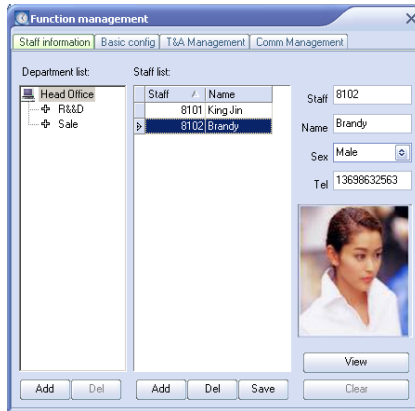 Function management
Staff information Basic config T&A Management Comm Management
Department list:
Staff list:
Head Office
R&&D
Sale
Staff Name
8101 King Jin
8102 Brandy
Staff 8102
Name Brandy
Sex Male
Tel 13698632563
View
Add Del Add Del Save Clear